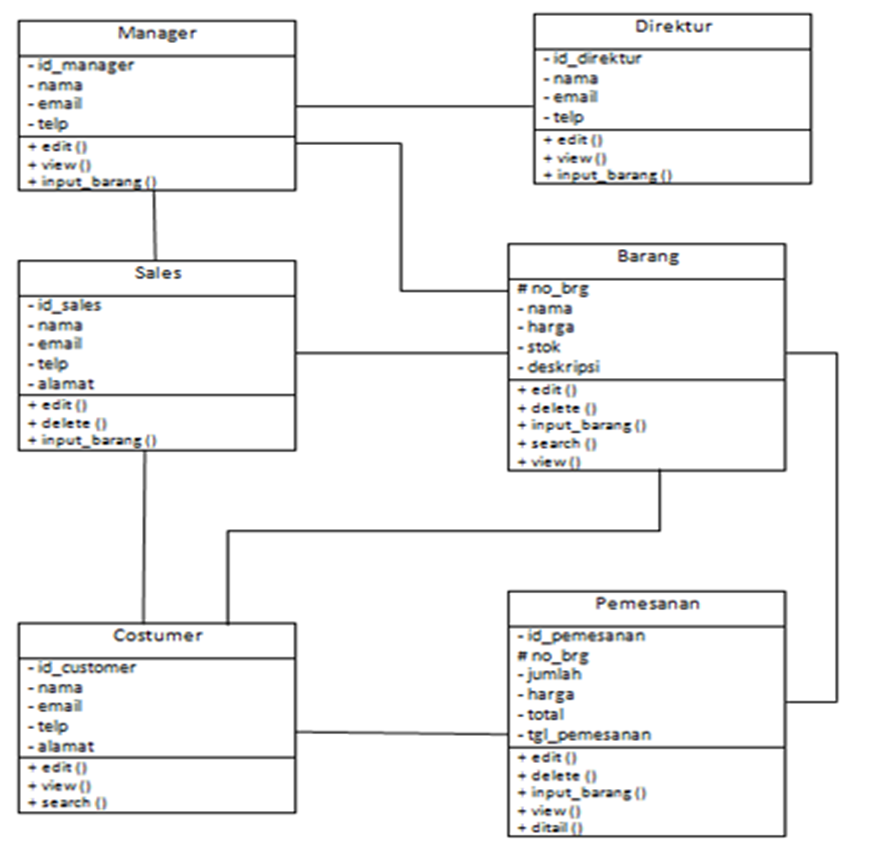 Manager
- id_manager
- nama
- email
- telp
+ edit ()
+ view ()
+ input_barang ()
Direktur
- id_direktur
- nama
- email
- telp
+ edit ()
+ view ()
+ input_barang ()
Sales
- id_sales
- nama
- email
- telp
- alamat
+ edit ()
+ delete ()
+ input_barang ()
Barang
# no_brg
- nama
- harga
- stok
- deskripsi
+ edit ()
+ delete ()
+ input_barang ()
+ search ()
+ view ()
Costumer
- id_customer
- nama
- email
- telp
- alamat
+ edit ()
+ view ()
+ search ()
Pemesanan
- id_pemesanan
# no_brg
- jumlah
- harga
- total
- tgl_pemesanan
+ edit ()
+ delete ()
+ input_barang ()
+ view ()
+ ditail ()